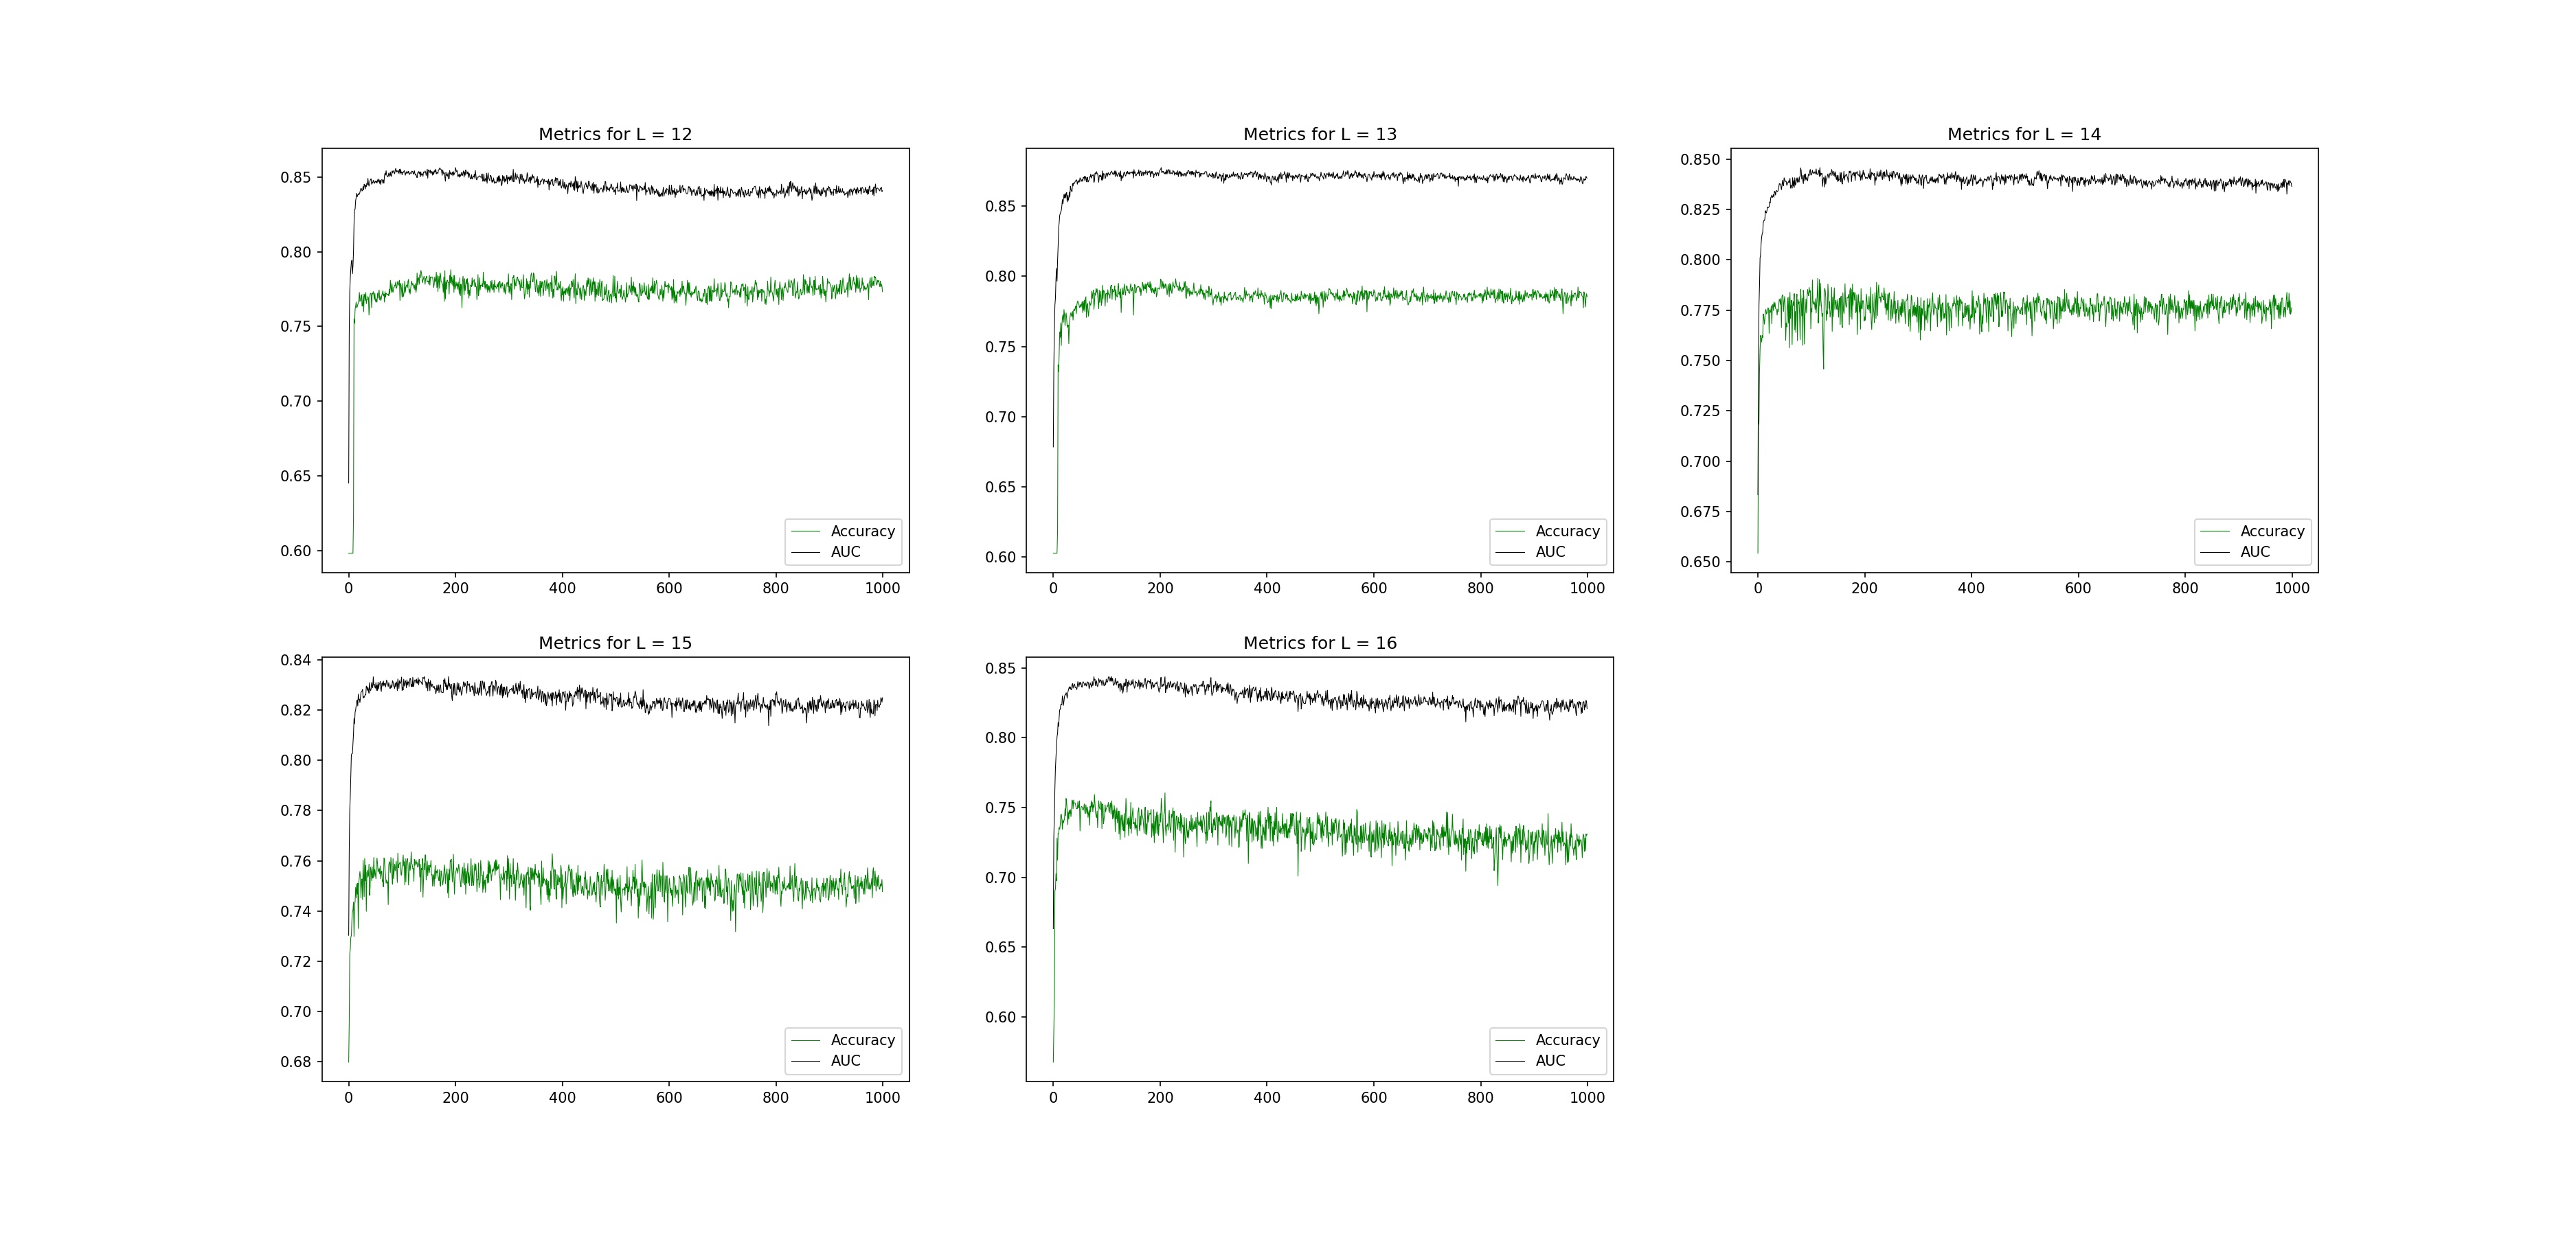 Metrics for L = 12
0.85
0.80
0.75
0.70
0.65
0.60
0 200 400 600 800 1000
Accuracy
AUC
Metrics for L = 13
0.85
0.80
0.75
0.70
0.65
0.60
0 200 400 600 800 1000
Accuracy
AUC
Metrics for L = 14
0.850
0.825
0.800
0.775
0.750
0.725
0.700
0.675
0.650
0 200 400 600 800 1000
Accuracy
AUC
Metrics for L = 15
0.84
0.82
0.80
0.78
0.76
0.74
0.72
0.70
0.68
0 200 400 600 800 1000
Accuracy
AUC
Metrics for L = 16
0.85
0.80
0.75
0.70
0.65
0.60
0 200 400 600 800 1000
Accuracy
AUC